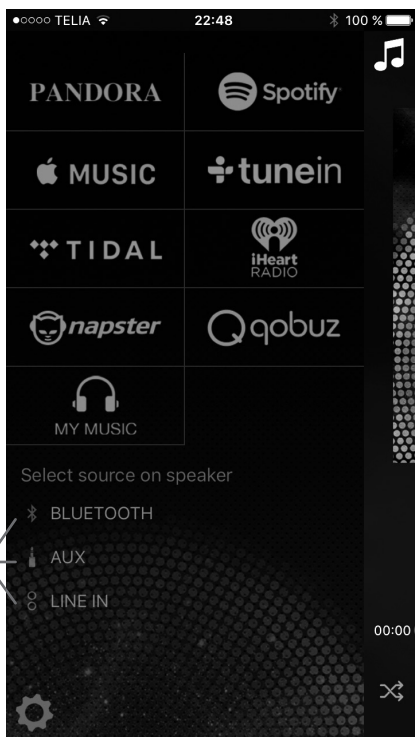 TELIA 22:48 100 %
PANDORA
Spotify
MUSIC
tunein
TIDAL
iHeart
RADIO
napster
qobuz
MY MUSIC
Select source on speaker
BLUETOOTH
AUX
LINE IN
00:00